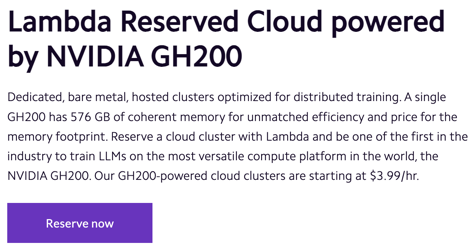 Lambda Reserved Cloud powered
by NVIDIA GH200
Dedicated, bare metal, hosted clusters optimized for distributed training. A single
GH200 has 576 GB of coherent memory for unmatched efficiency and price for the
memory footprint. Reserve a cloud cluster with Lambda and be one of the first in the
industry to train LLMs on the most versatile compute platform in the world, the
NVIDIA GH200. Our GH200-powered cloud clusters are starting at $3.99/hr.
Reserve now